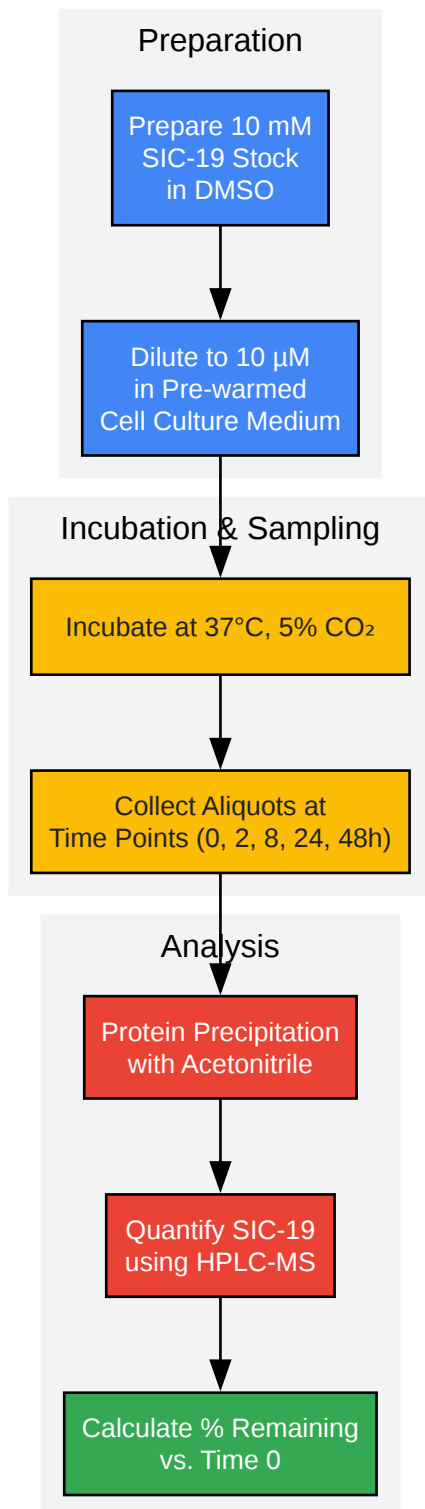 Preparation
Prepare 10 mM
SIC-19 Stock
in DMSO
Dilute to 10 µM
in Pre-warmed
Cell Culture Medium
Incubation & Sampling
Incubate at 37°C, 5% CO₂
Collect Aliquots at
Time Points (0, 2, 8, 24, 48h)
Analysis
Protein Precipitation
with Acetonitrile
Quantify SIC-19
using HPLC-MS
Calculate % Remaining
vs. Time 0